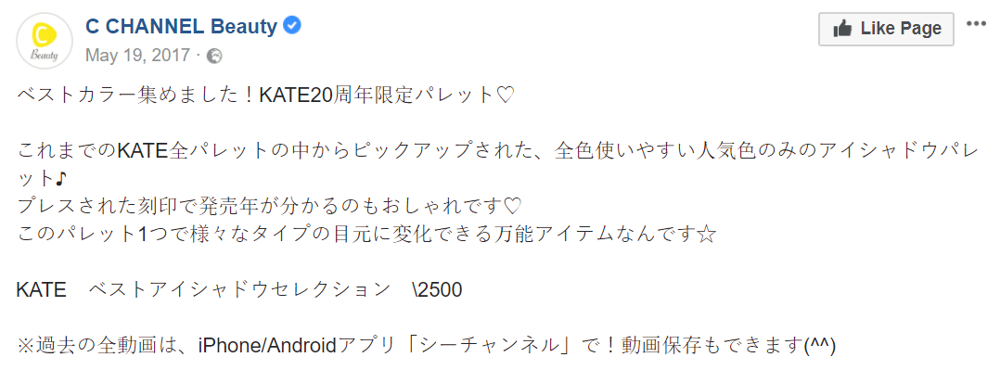 C CHANNEL Beauty
Like Page
May 19, 2017
Beauty
ベストカラー集めました！KATE20周年限定パレット♡
これまでのKATE全パレットの中からピックアップされた、全色使いやすい人気色のみのアイシャドウパレ
ット♪
プレスされた刻印で発売年が分かるのもおしゃれです♡
このパレット1つで様々なタイプの目元に変化できる万能アイテムなんです☆
KATE　ベストアイシャドウセレクション　\2500
※過去の全動画は、iPhone/Androidアプリ「シーチャンネル」で！動画保存もできます(^^)